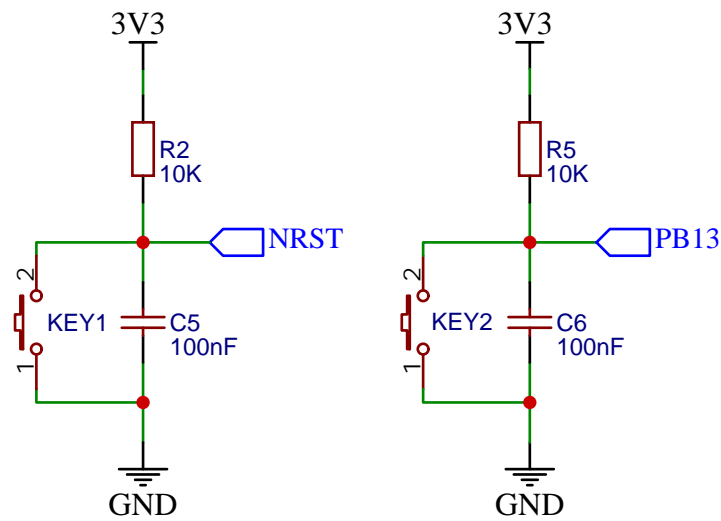 3V3
R2
10K
NRST
2
KEY1
1
C5
100nF
GND
3V3
R5
10K
PB13
2
KEY2
1
C6
100nF
GND